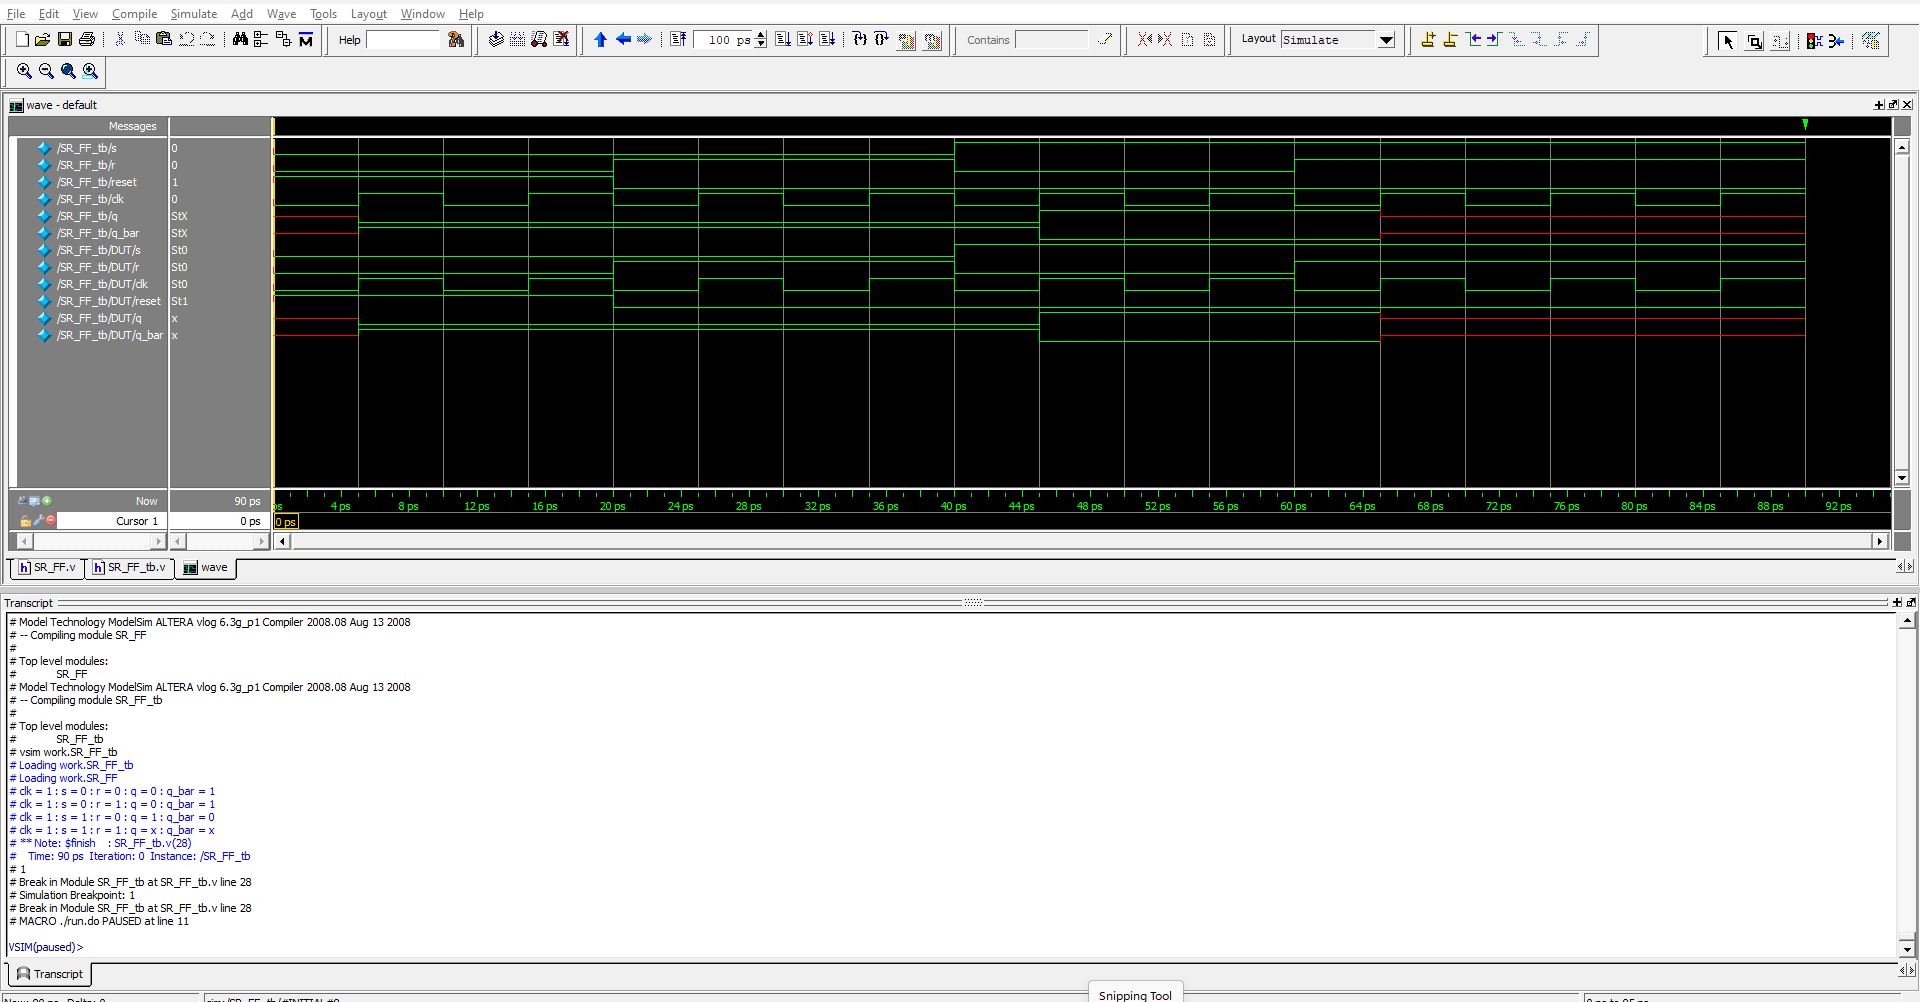 File Edit View Compile Simulate Add Wave Tools Layout Window Help
Help 100 ps Contains Layout Simulate
wave - default
Messages
/SR_FF_tb/s 0
/SR_FF_tb/r 0
/SR_FF_tb/reset 1
/SR_FF_tb/clk 0
/SR_FF_tb/q StX
/SR_FF_tb/q_bar StX
/SR_FF_tb/DUT/s St0
/SR_FF_tb/DUT/r St0
/SR_FF_tb/DUT/clk St0
/SR_FF_tb/DUT/reset St1
/SR_FF_tb/DUT/q x
/SR_FF_tb/DUT/q_bar x
Now 90 ps ps 4 ps 8 ps 12 ps 16 ps 20 ps 24 ps 28 ps 32 ps 36 ps 40 ps 44 ps 48 ps 52 ps 56 ps 60 ps 64 ps 68 ps 72 ps 76 ps 80 ps 84 ps 88 ps 92 ps
Cursor 1 0 ps 0 ps
SR_FF.v SR_FF_tb.v wave
Transcript
# Model Technology ModelSim ALTERA vlog 6.3g_p1 Compiler 2008.08 Aug 13 2008
# -- Compiling module SR_FF
#
# Top level modules:
# SR_FF
# Model Technology ModelSim ALTERA vlog 6.3g_p1 Compiler 2008.08 Aug 13 2008
# -- Compiling module SR_FF_tb
#
# Top level modules:
# SR_FF_tb
# vsim work.SR_FF_tb
# Loading work.SR_FF_tb
# Loading work.SR_FF
# clk = 1 : s = 0 : r = 0 : q = 0 : q_bar = 1
# clk = 1 : s = 0 : r = 1 : q = 0 : q_bar = 1
# clk = 1 : s = 1 : r = 0 : q = 1 : q_bar = 0
# clk = 1 : s = 1 : r = 1 : q = x : q_bar = x
# ** Note: $finish : SR_FF_tb.v(28)
# Time: 90 ps Iteration: 0 Instance: /SR_FF_tb
# 1
# Break in Module SR_FF_tb at SR_FF_tb.v line 28
# Simulation Breakpoint: 1
# Break in Module SR_FF_tb at SR_FF_tb.v line 28
# MACRO ./run.do PAUSED at line 11
VSIM(paused)>
Transcript
Snipping Tool